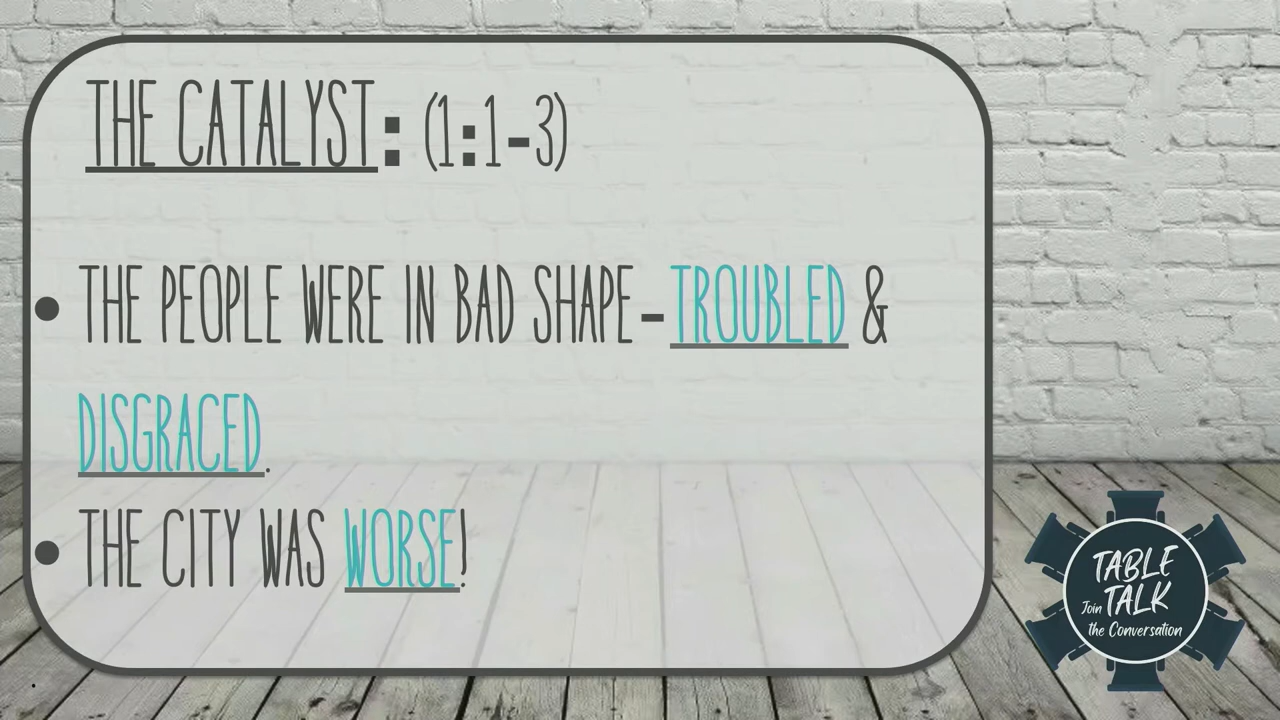 THE CATALYST: (1:1-3)
• THE PEOPLE WERE IN BAD SHAPE-TROUBLED &
DISGRACED.
• THE CITY WAS WORSE!
TABLE
Join TALK
the Conversation